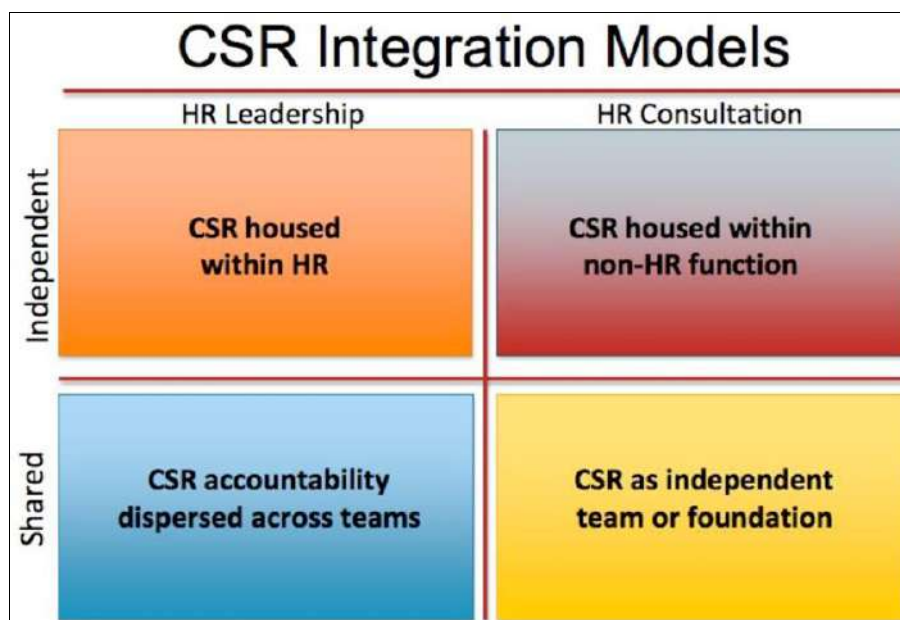 CSR Integration Models
HR Leadership
HR Consultation
Independent
CSR housed
within HR
CSR housed within
non-HR function
Shared
CSR accountability
dispersed across teams
CSR as independent
team or foundation